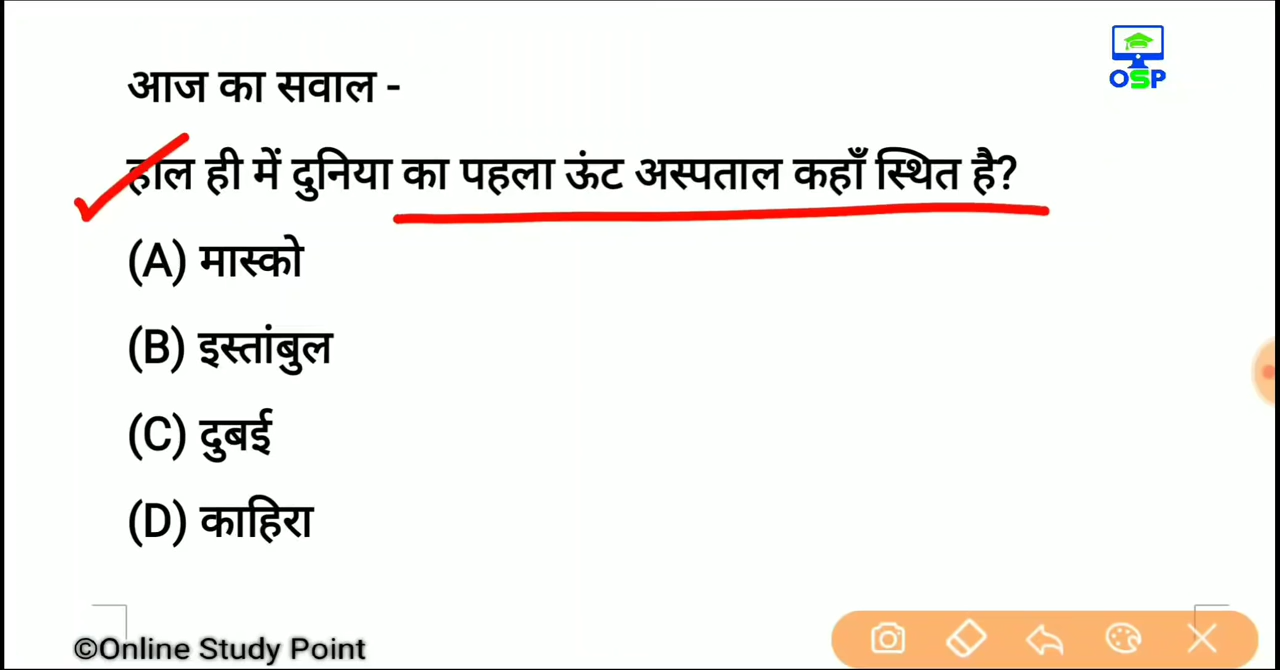 OSP
आज का सवाल -
हाल ही में दुनिया का पहला ऊंट अस्पताल कहाँ स्थित है?
(A) मास्को
(B) इस्तांबुल
(C) दुबई
(D) काहिरा
©Online Study Point